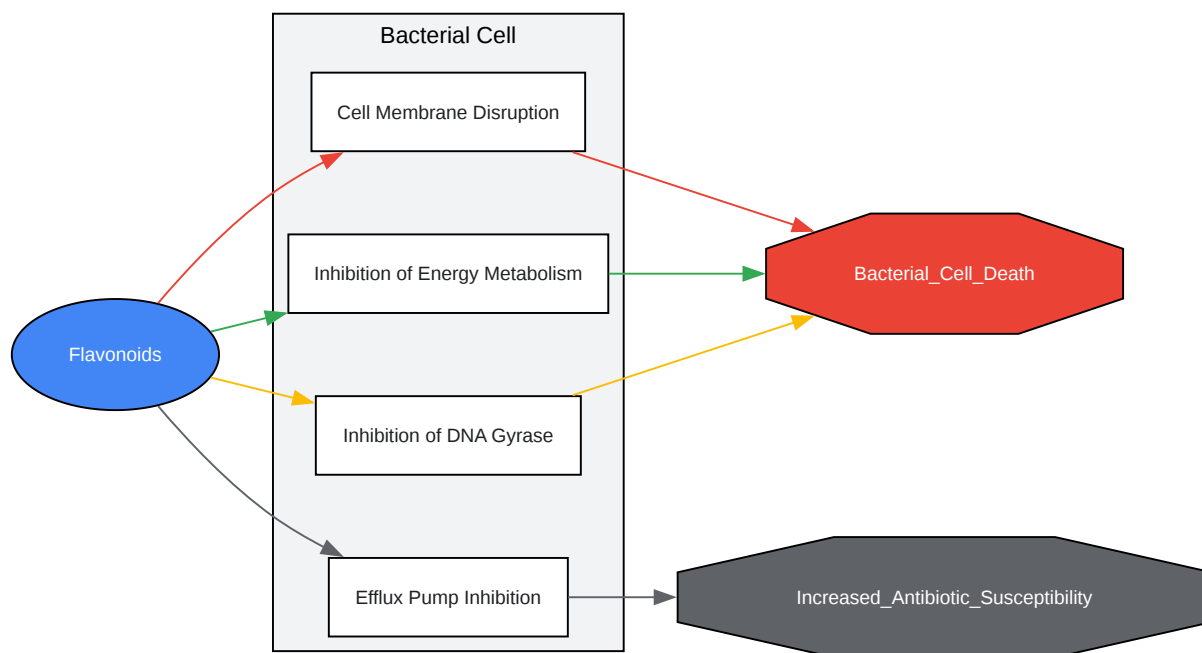 Bacterial Cell
Cell Membrane Disruption
Inhibition of Energy Metabolism
Bacterial_Cell_Death
Flavonoids
Inhibition of DNA Gyrase
Efflux Pump Inhibition
Increased_Antibiotic_Susceptibility